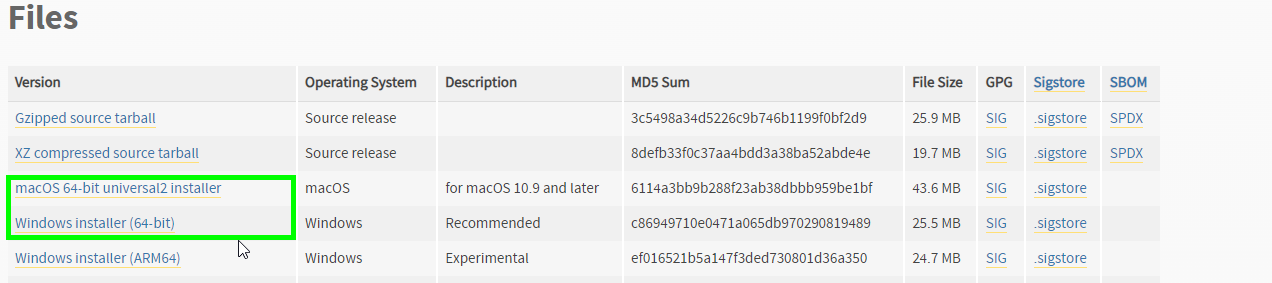 Files
Version Operating System Description MD5 Sum File Size GPG Sigstore SBOM
Gzipped source tarball Source release 3c5498a34d5226c9b746b1199f0bf2d9 25.9 MB SIG .sigstore SPDX
XZ compressed source tarball Source release 8defb33f0c37aa4bdd3a38ba52abde4e 19.7 MB SIG .sigstore SPDX
macOS 64-bit universal2 installer macOS for macOS 10.9 and later 6114a3bb9b288f23ab38dbbb959be1bf 43.6 MB SIG .sigstore
Windows installer (64-bit) Windows Recommended c86949710e0471a065db970290819489 25.5 MB SIG .sigstore
Windows installer (ARM64) Windows Experimental ef016521b5a147f3ded730801d36a350 24.7 MB SIG .sigstore